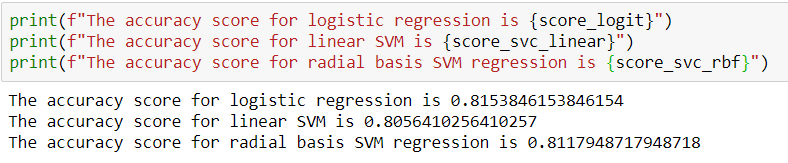 print(f"The accuracy score for logistic regression is {score_logit}")
print(f"The accuracy score for linear SVM is {score_svc_linear}")
print(f"The accuracy score for radial basis SVM regression is {score_svc_rbf}")
The accuracy score for logistic regression is 0.8153846153846154
The accuracy score for linear SVM is 0.8056410256410257
The accuracy score for radial basis SVM regression is 0.8117948717948718